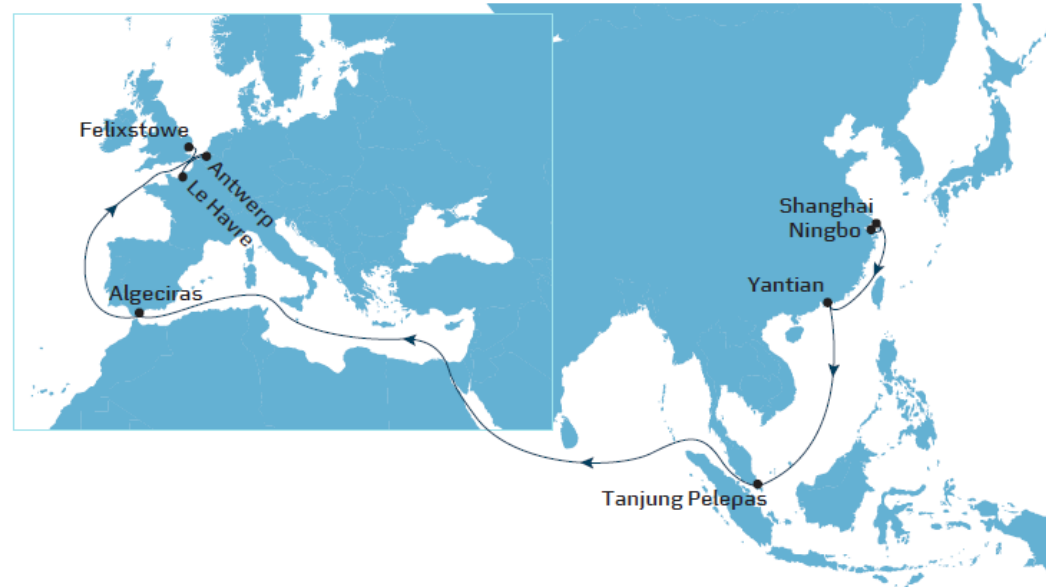 Felixstowe
Antwerp
Le Havre
Algeciras
Shanghai
Ningbo
Yantian
Tanjung Pelepas